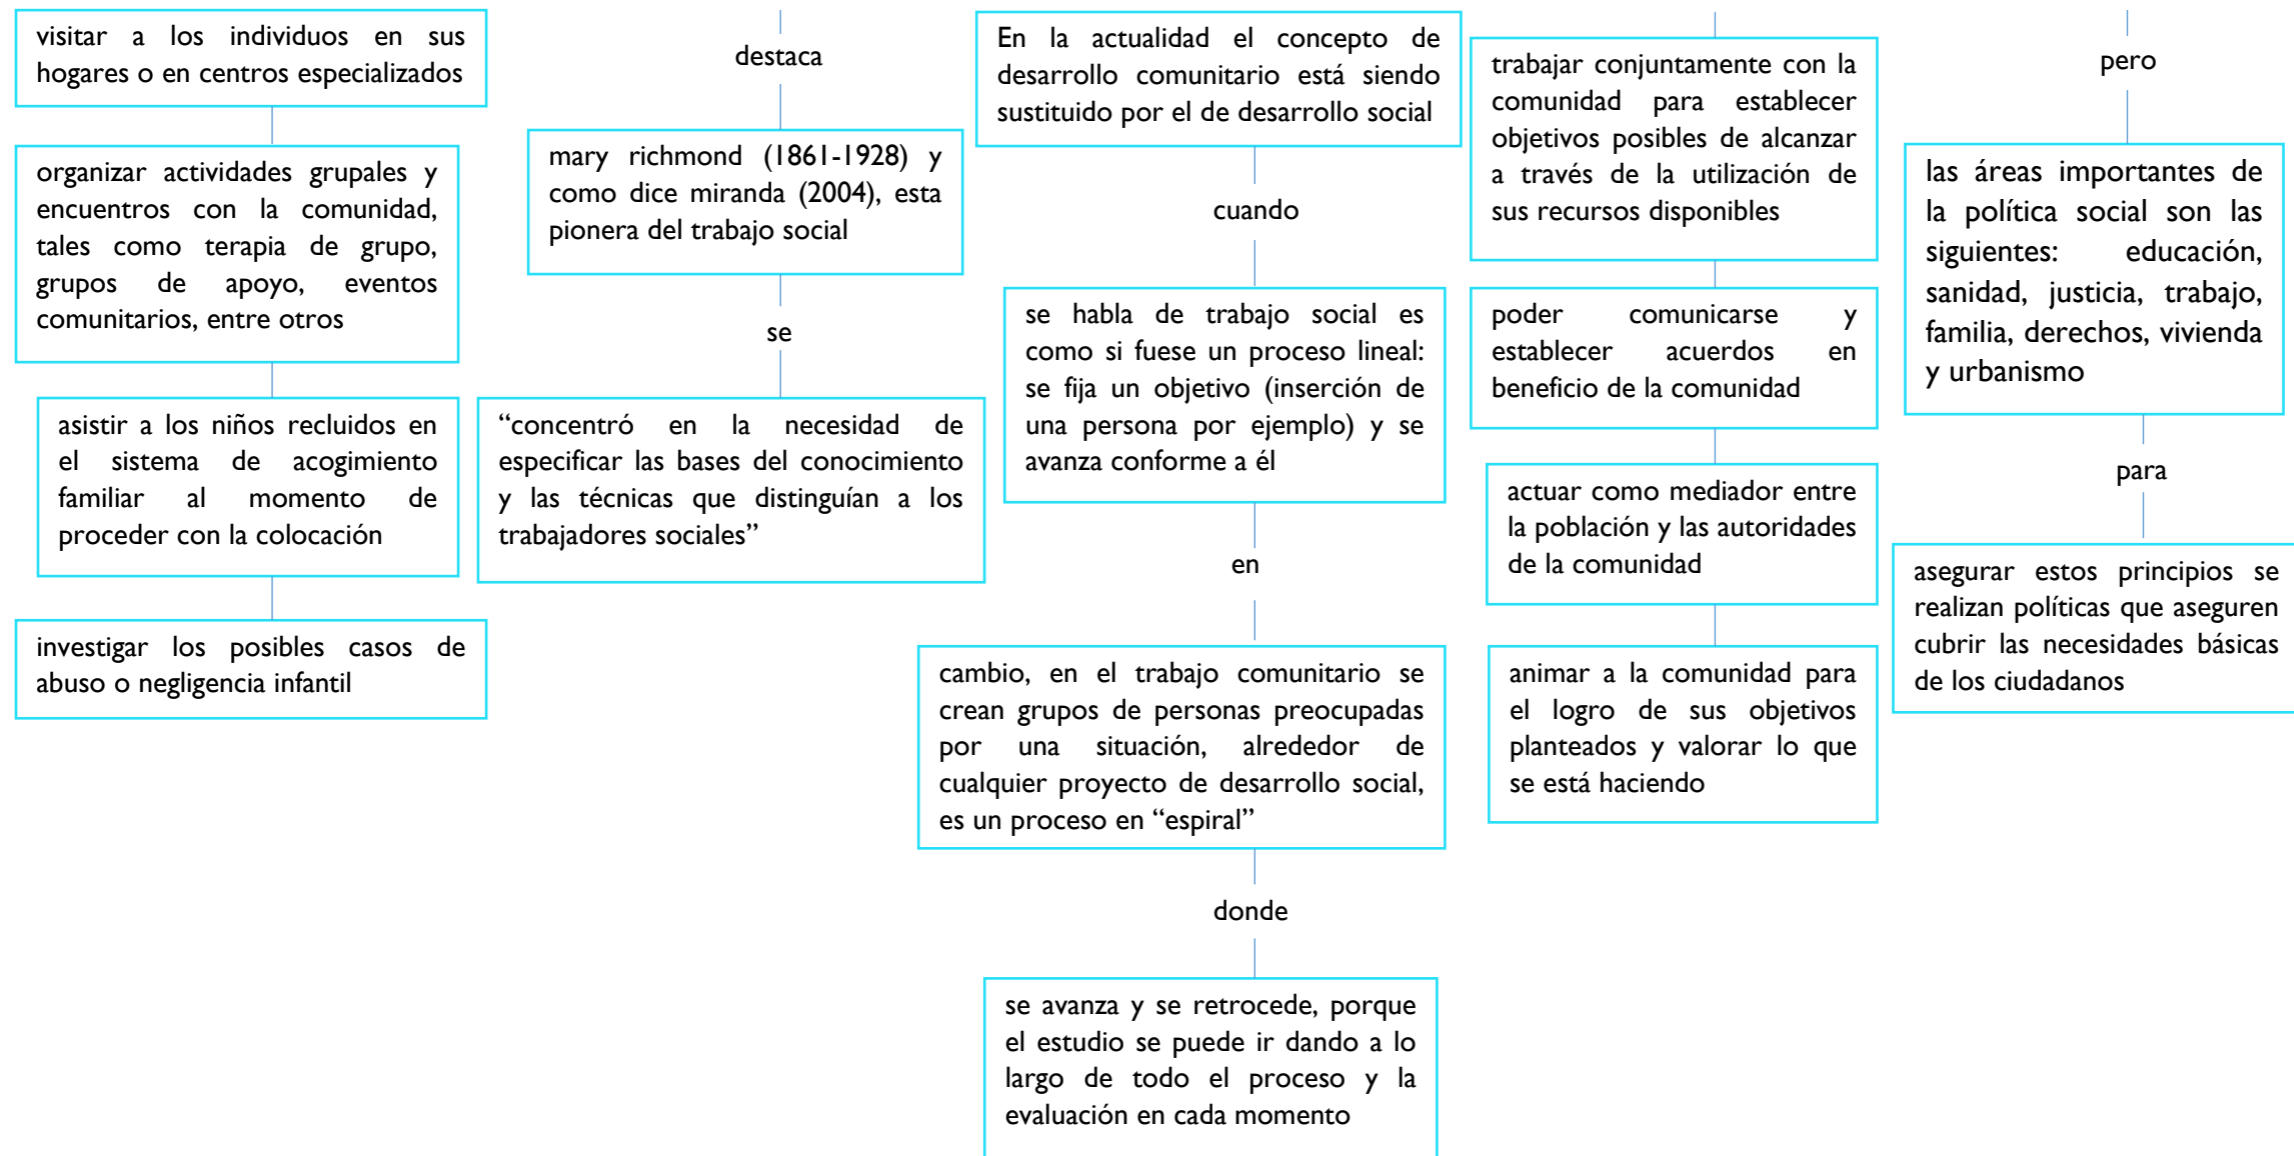 visitar a los individuos en sus
hogares o en centros especializados
organizar actividades grupales y
encuentros con la comunidad,
tales como terapia de grupo,
grupos de apoyo, eventos
comunitarios, entre otros
asistir a los niños recluidos en
el sistema de acogimiento
familiar al momento de
proceder con la colocación
investigar los posibles casos de
abuso o negligencia infantil
destaca
mary richmond (1861-1928) y
como dice miranda (2004), esta
pionera del trabajo social
se
“concentró en la necesidad de
especificar las bases del conocimiento
y las técnicas que distinguían a los
trabajadores sociales”
En la actualidad el concepto de
desarrollo comunitario está siendo
sustituido por el de desarrollo social
cuando
se habla de trabajo social es
como si fuese un proceso lineal:
se fija un objetivo (inserción de
una persona por ejemplo) y se
avanza conforme a él
en
cambio, en el trabajo comunitario se
crean grupos de personas preocupadas
por una situación, alrededor de
cualquier proyecto de desarrollo social,
es un proceso en “espiral”
donde
se avanza y se retrocede, porque
el estudio se puede ir dando a lo
largo de todo el proceso y la
evaluación en cada momento
trabajar conjuntamente con la
comunidad para establecer
objetivos posibles de alcanzar
a través de la utilización de
sus recursos disponibles
poder comunicarse y
establecer acuerdos en
beneficio de la comunidad
actuar como mediador entre
la población y las autoridades
de la comunidad
animar a la comunidad para
el logro de sus objetivos
planteados y valorar lo que
se está haciendo
pero
las áreas importantes de
la política social son las
siguientes: educación,
sanidad, justicia, trabajo,
familia, derechos, vivienda
y urbanismo
para
asegurar estos principios se
realizan políticas que aseguren
cubrir las necesidades básicas
de los ciudadanos